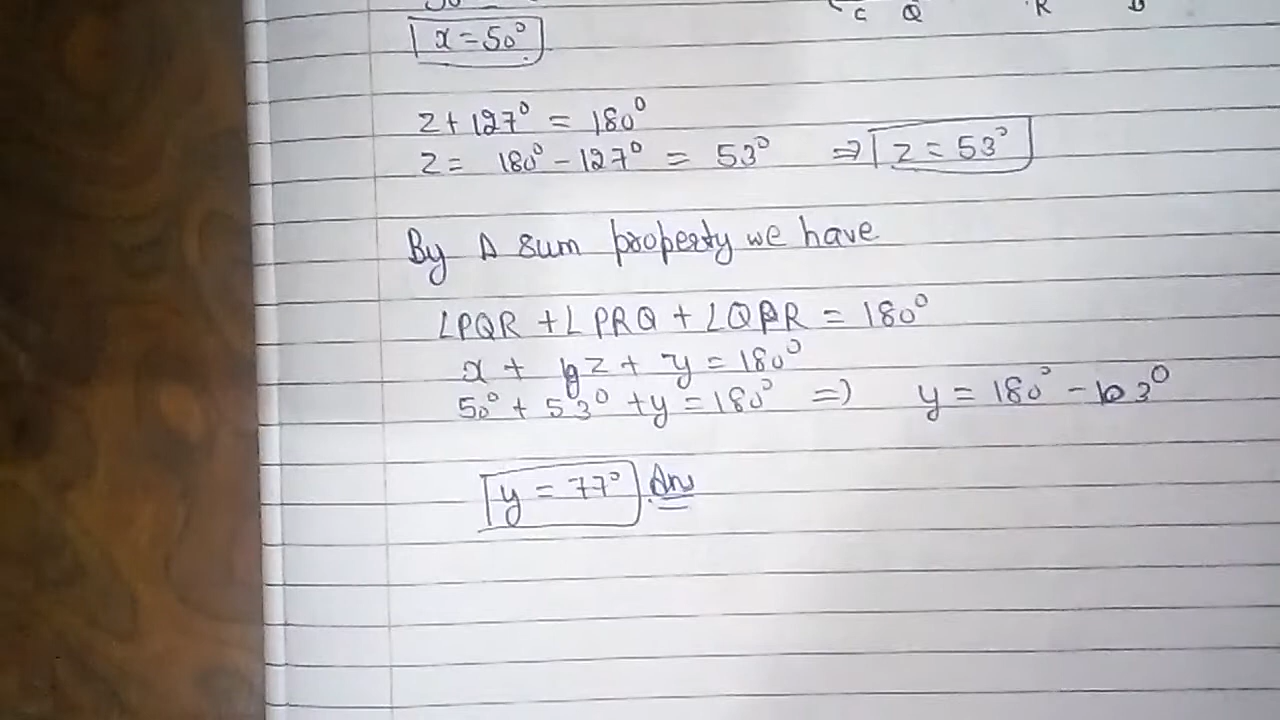 C Q R D
x = 50°
z + 127° = 180°
z = 180° - 127° = 53° ⇒ z = 53°
By Δ sum property we have
∠PQR + ∠PRQ + ∠QPR = 180°
x + z + y = 180°
50° + 53° + y = 180° ⇒ y = 180° - 103°
y = 77° Ans